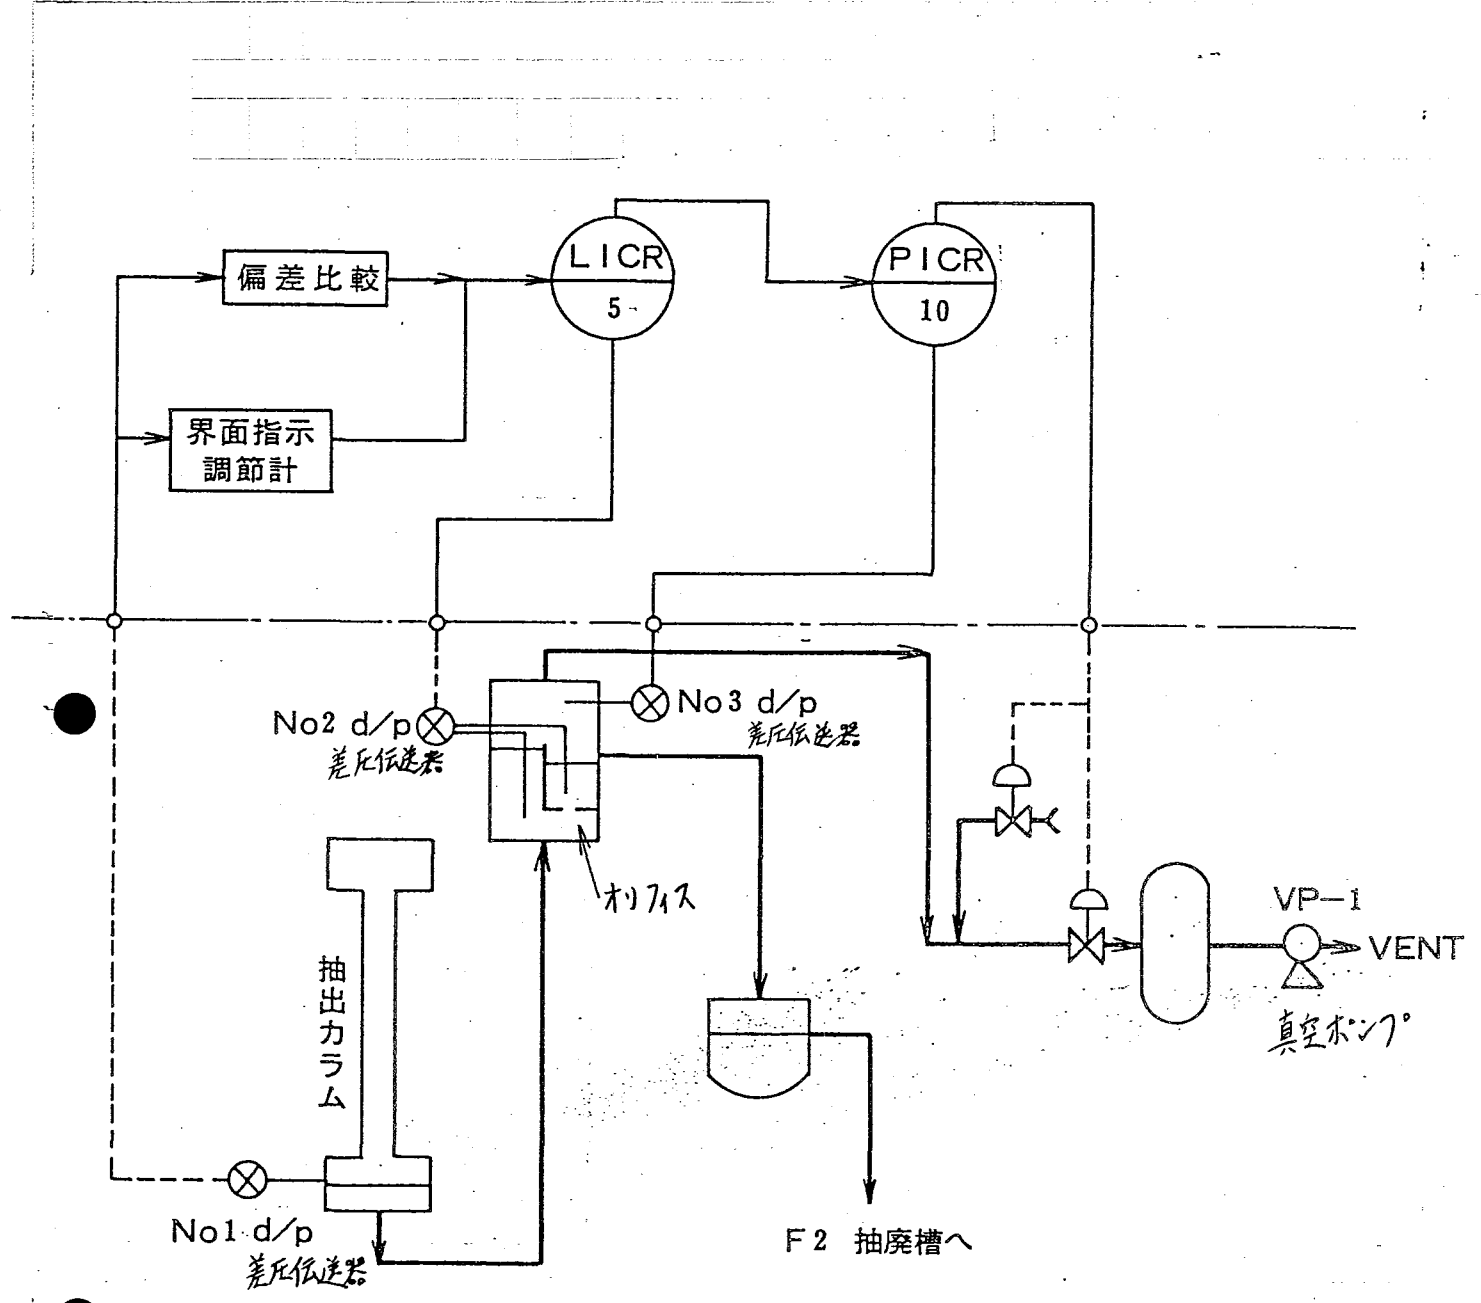 LICR
5
PICR
10
偏差比較
界面指示
調節計
No2 d/p
差圧伝送器
No3 d/p
差圧伝送器
オリフィス
抽出カラム
VP-1
VENT
真空ポンプ
No1 d/p
差圧伝送器
F2 抽廃槽へ